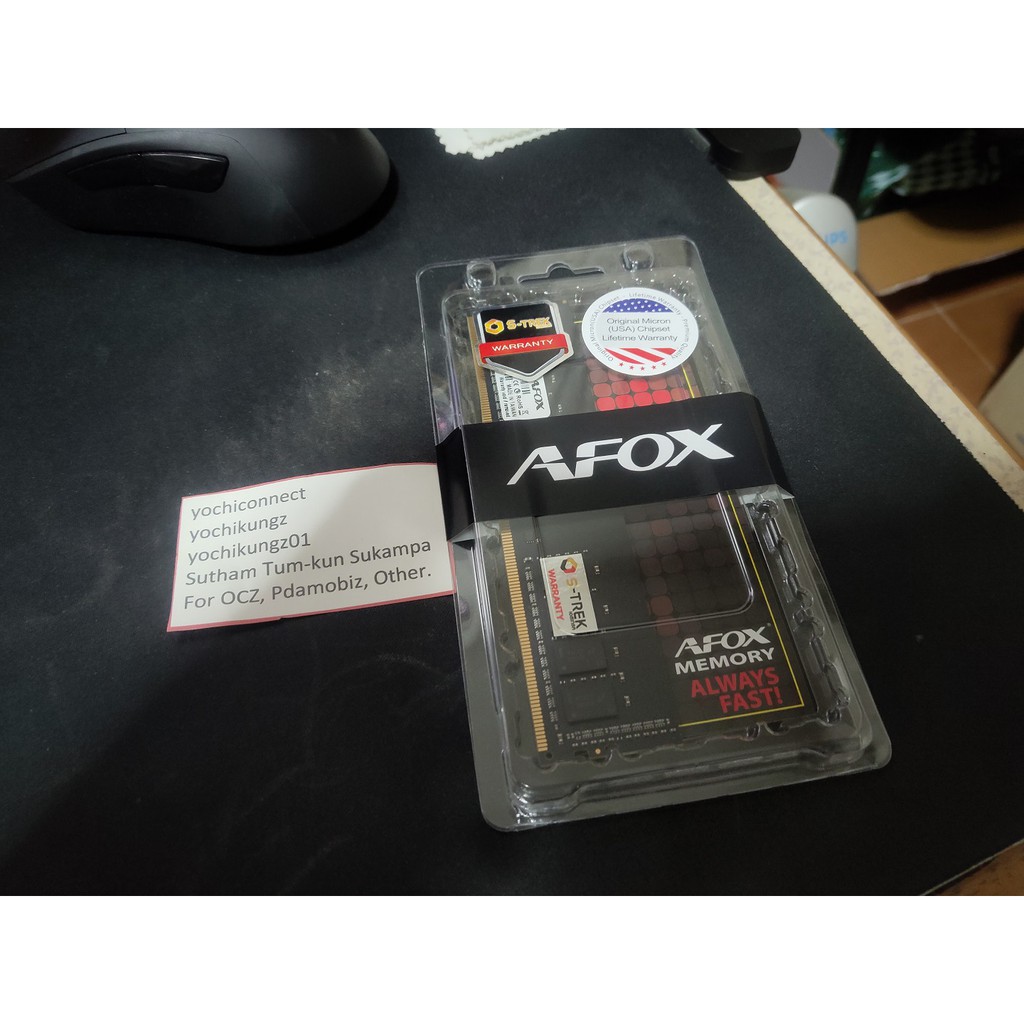 S-TREK
WARRANTY
Original Micron
(USA) Chipset
Lifetime Warranty
AFOX
AFOX
yochiconnect
yochikungz
yochikungz01
Sutham Tum-kun Sukampa
For OCZ, Pdamobiz, Other.
S-TREK
WARRANTY
AFOX
MEMORY
ALWAYS
FAST!